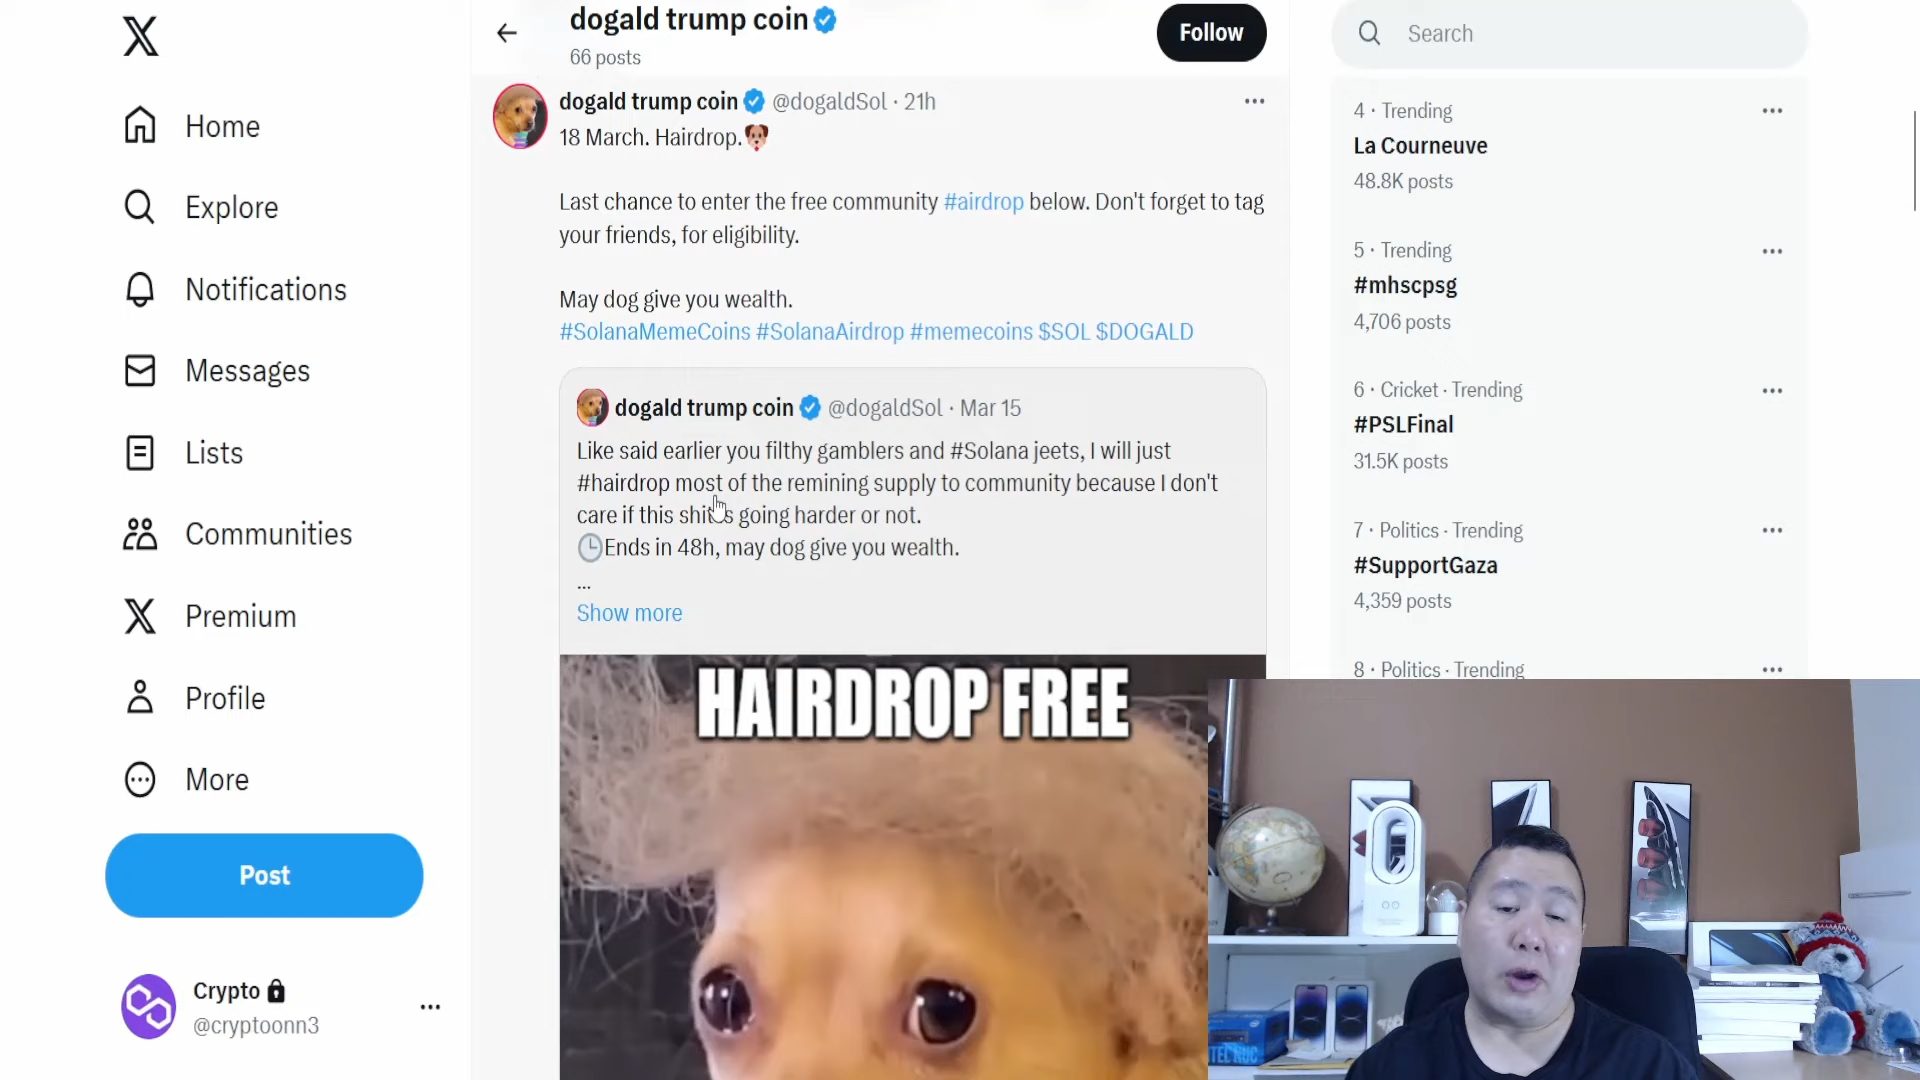 Home
Explore
Notifications
Messages
Lists
Communities
Premium
Profile
More
Post
Crypto
@cryptoonn3
dogald trump coin
66 posts
Follow
dogald trump coin @dogaldSol · 21h
18 March. Hairdrop.
Last chance to enter the free community #airdrop below. Don't forget to tag
your friends, for eligibility.
May dog give you wealth.
#SolanaMemeCoins #SolanaAirdrop #memecoins $SOL $DOGALD
dogald trump coin @dogaldSol · Mar 15
Like said earlier you filthy gamblers and #Solana jeets, I will just
#hairdrop most of the remining supply to community because I don't
care if this shit's going harder or not.
Ends in 48h, may dog give you wealth.
...
Show more
HAIRDROP FREE
Search
4 · Trending
La Courneuve
48.8K posts
5 · Trending
#mhscpsg
4,706 posts
6 · Cricket · Trending
#PSLFinal
31.5K posts
7 · Politics · Trending
#SupportGaza
4,359 posts
8 · Politics · Trending